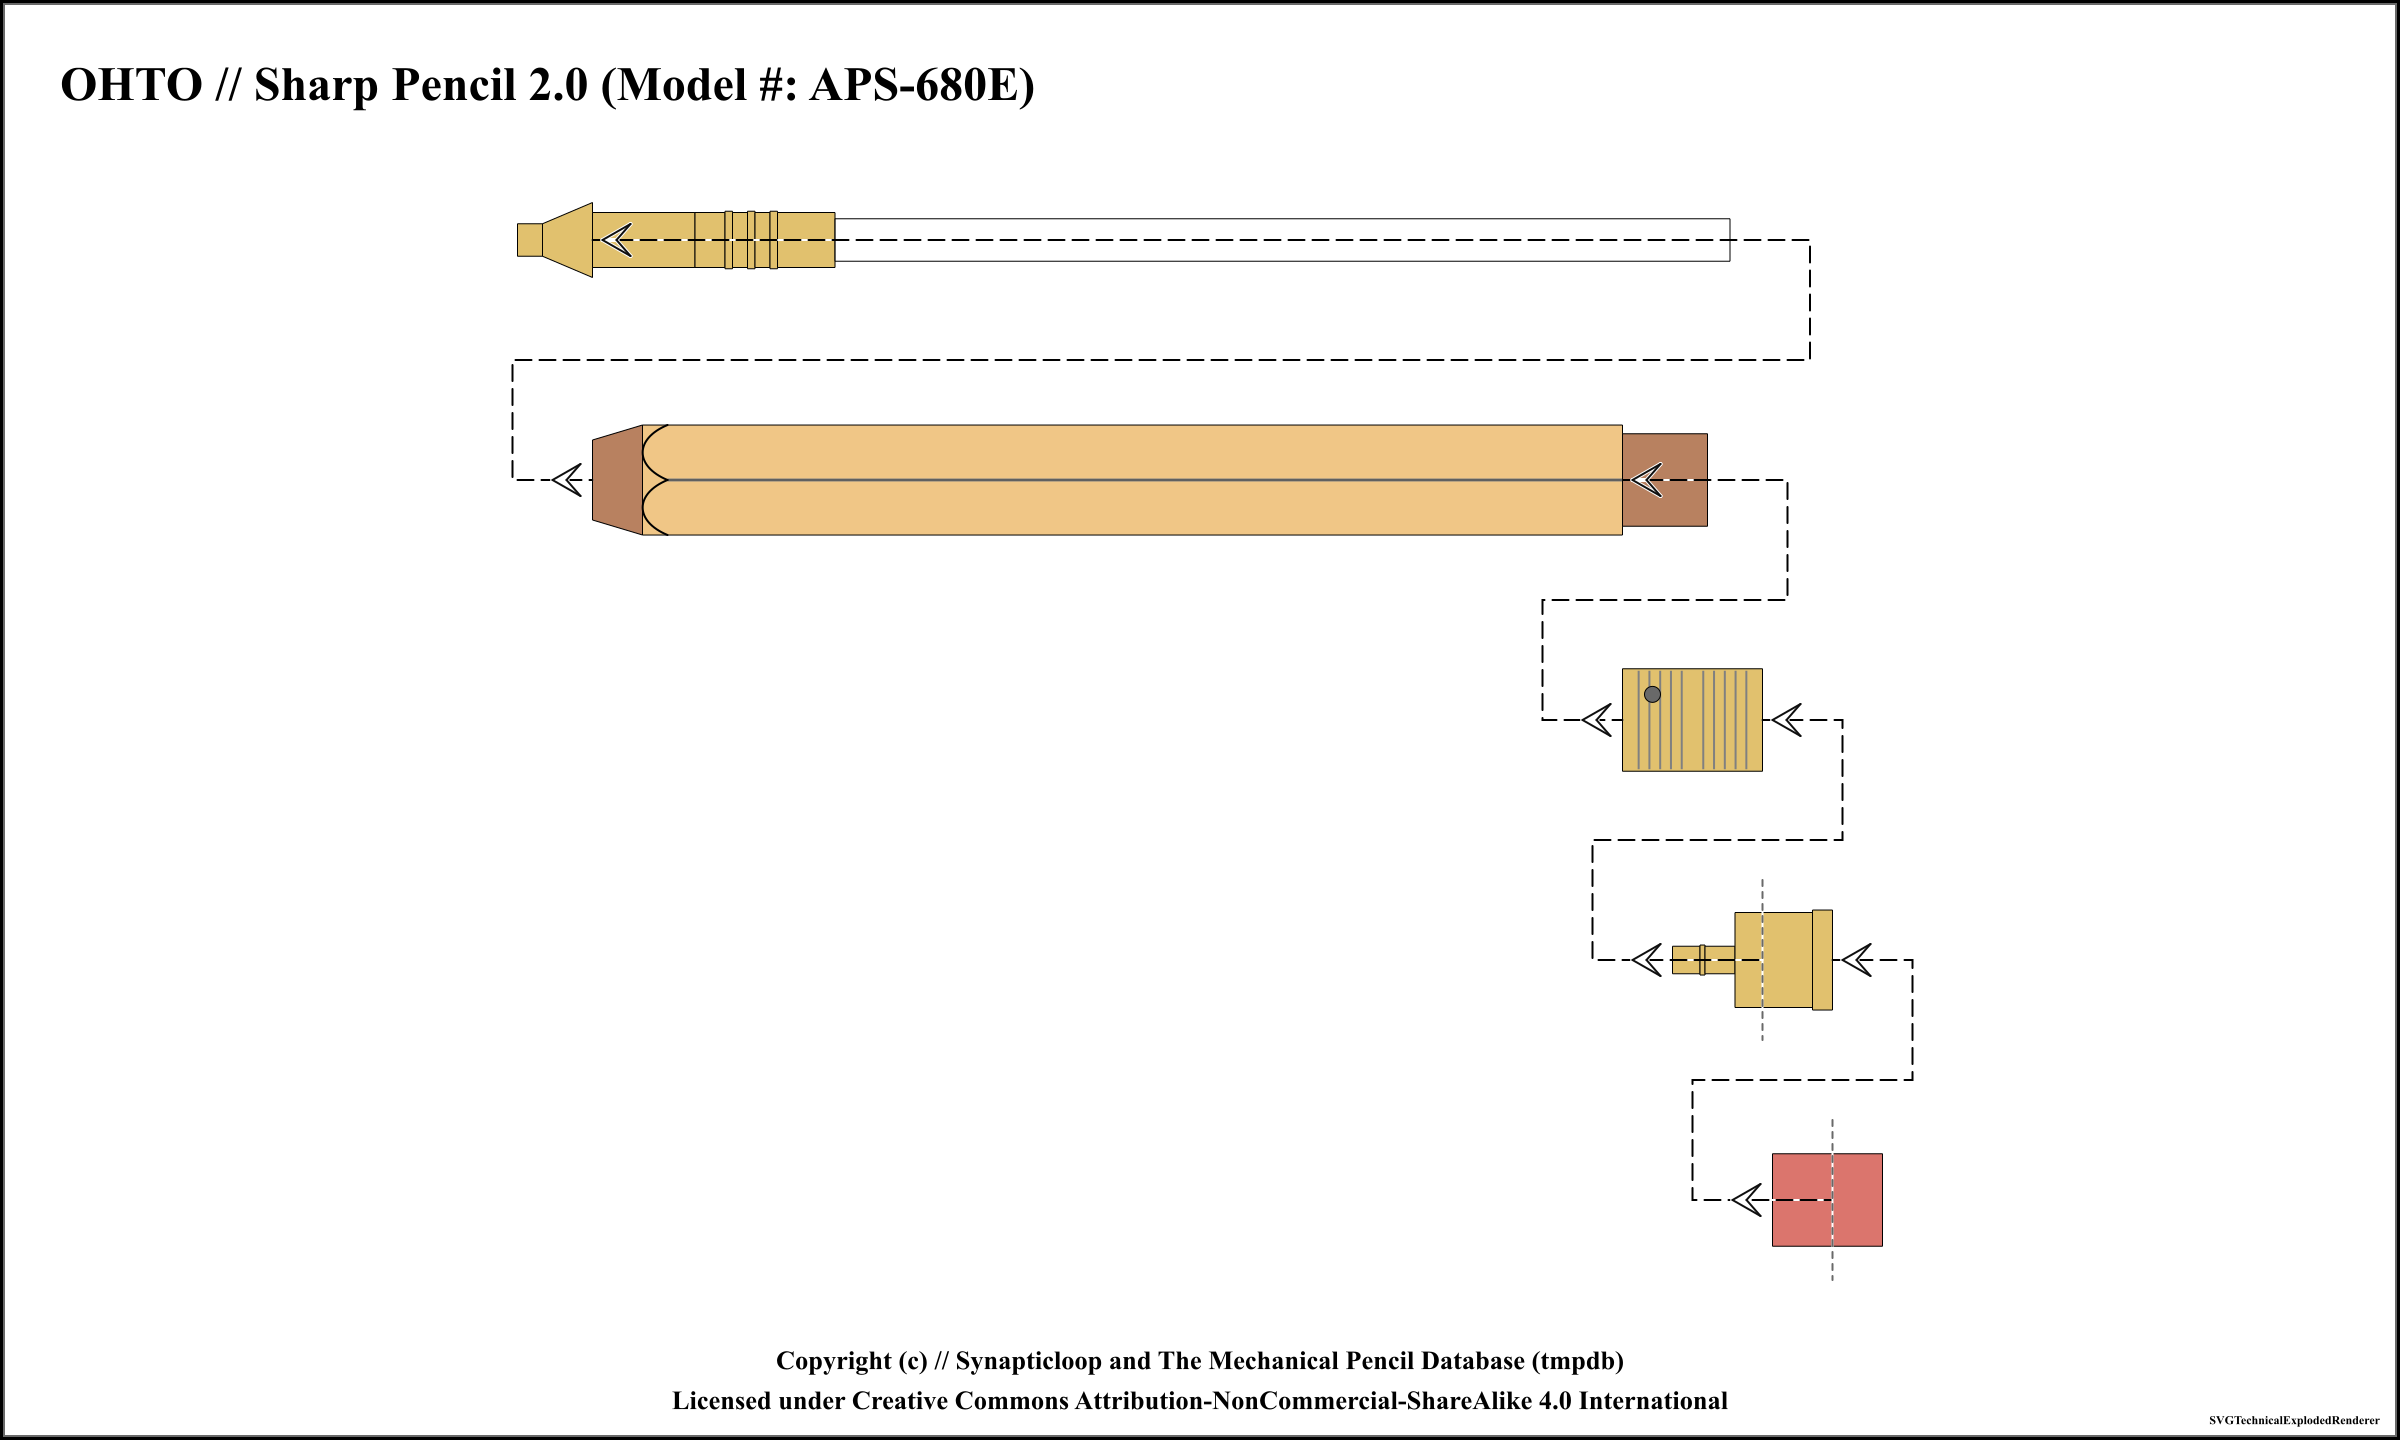 OHTO // Sharp Pencil 2.0 (Model #: APS-680E)
Copyright (c) // Synapticloop and The Mechanical Pencil Database (tmpdb)
Licensed under Creative Commons Attribution-NonCommercial-ShareAlike 4.0 International
SVGTechnicalExplodedRenderer